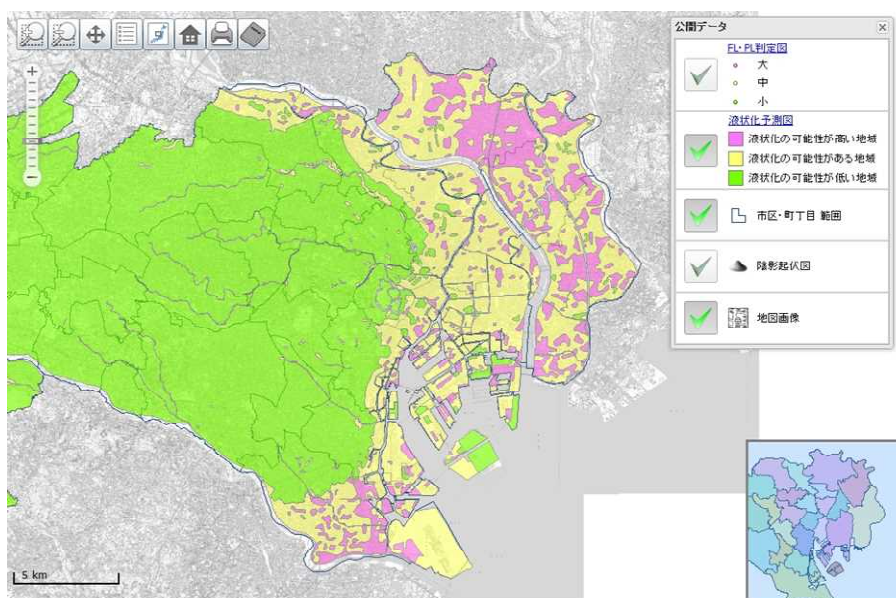 公開データ
FL・PL判定図
大
中
小
液状化予測図
液状化の可能性が高い地域
液状化の可能性がある地域
液状化の可能性が低い地域
市区・町丁目 範囲
陰影起伏図
地図画像
5 km